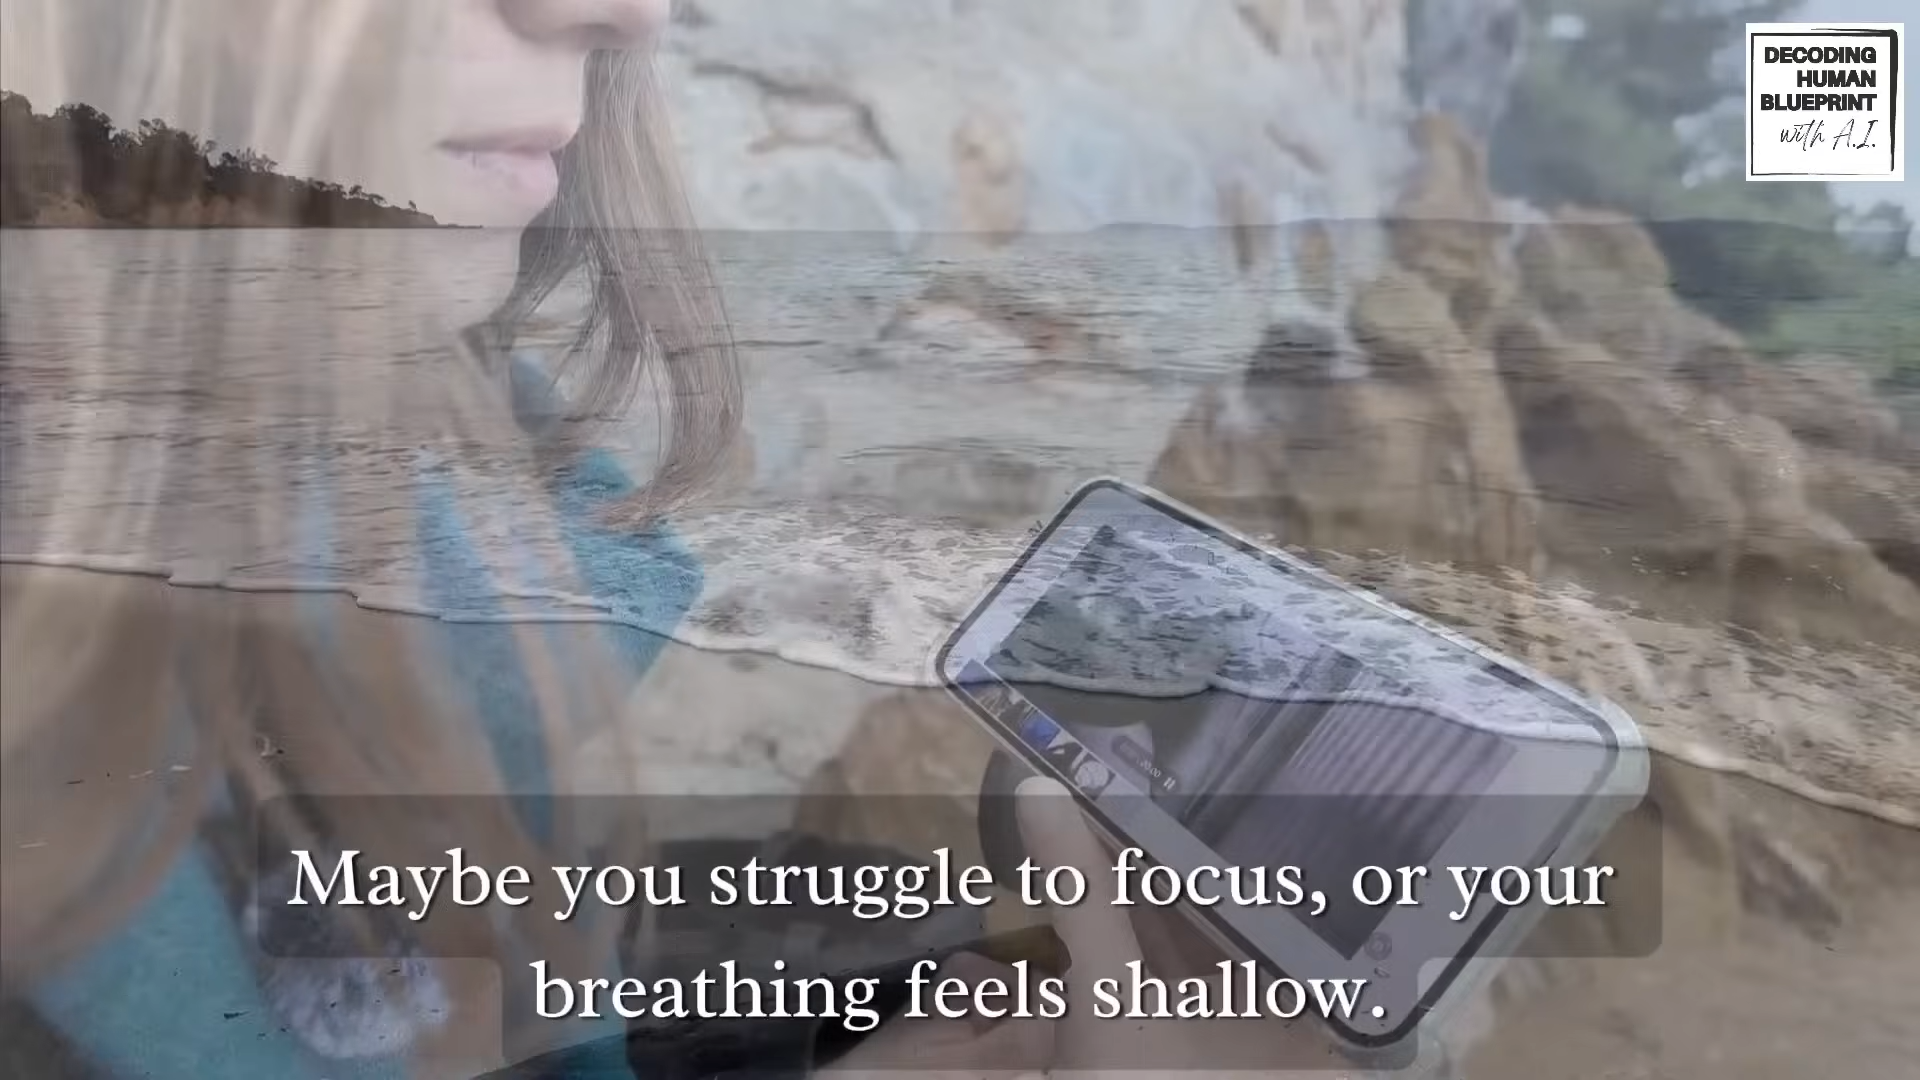 DECODING
HUMAN
BLUEPRINT
with A.I.
Maybe you struggle to focus, or your
breathing feels shallow.